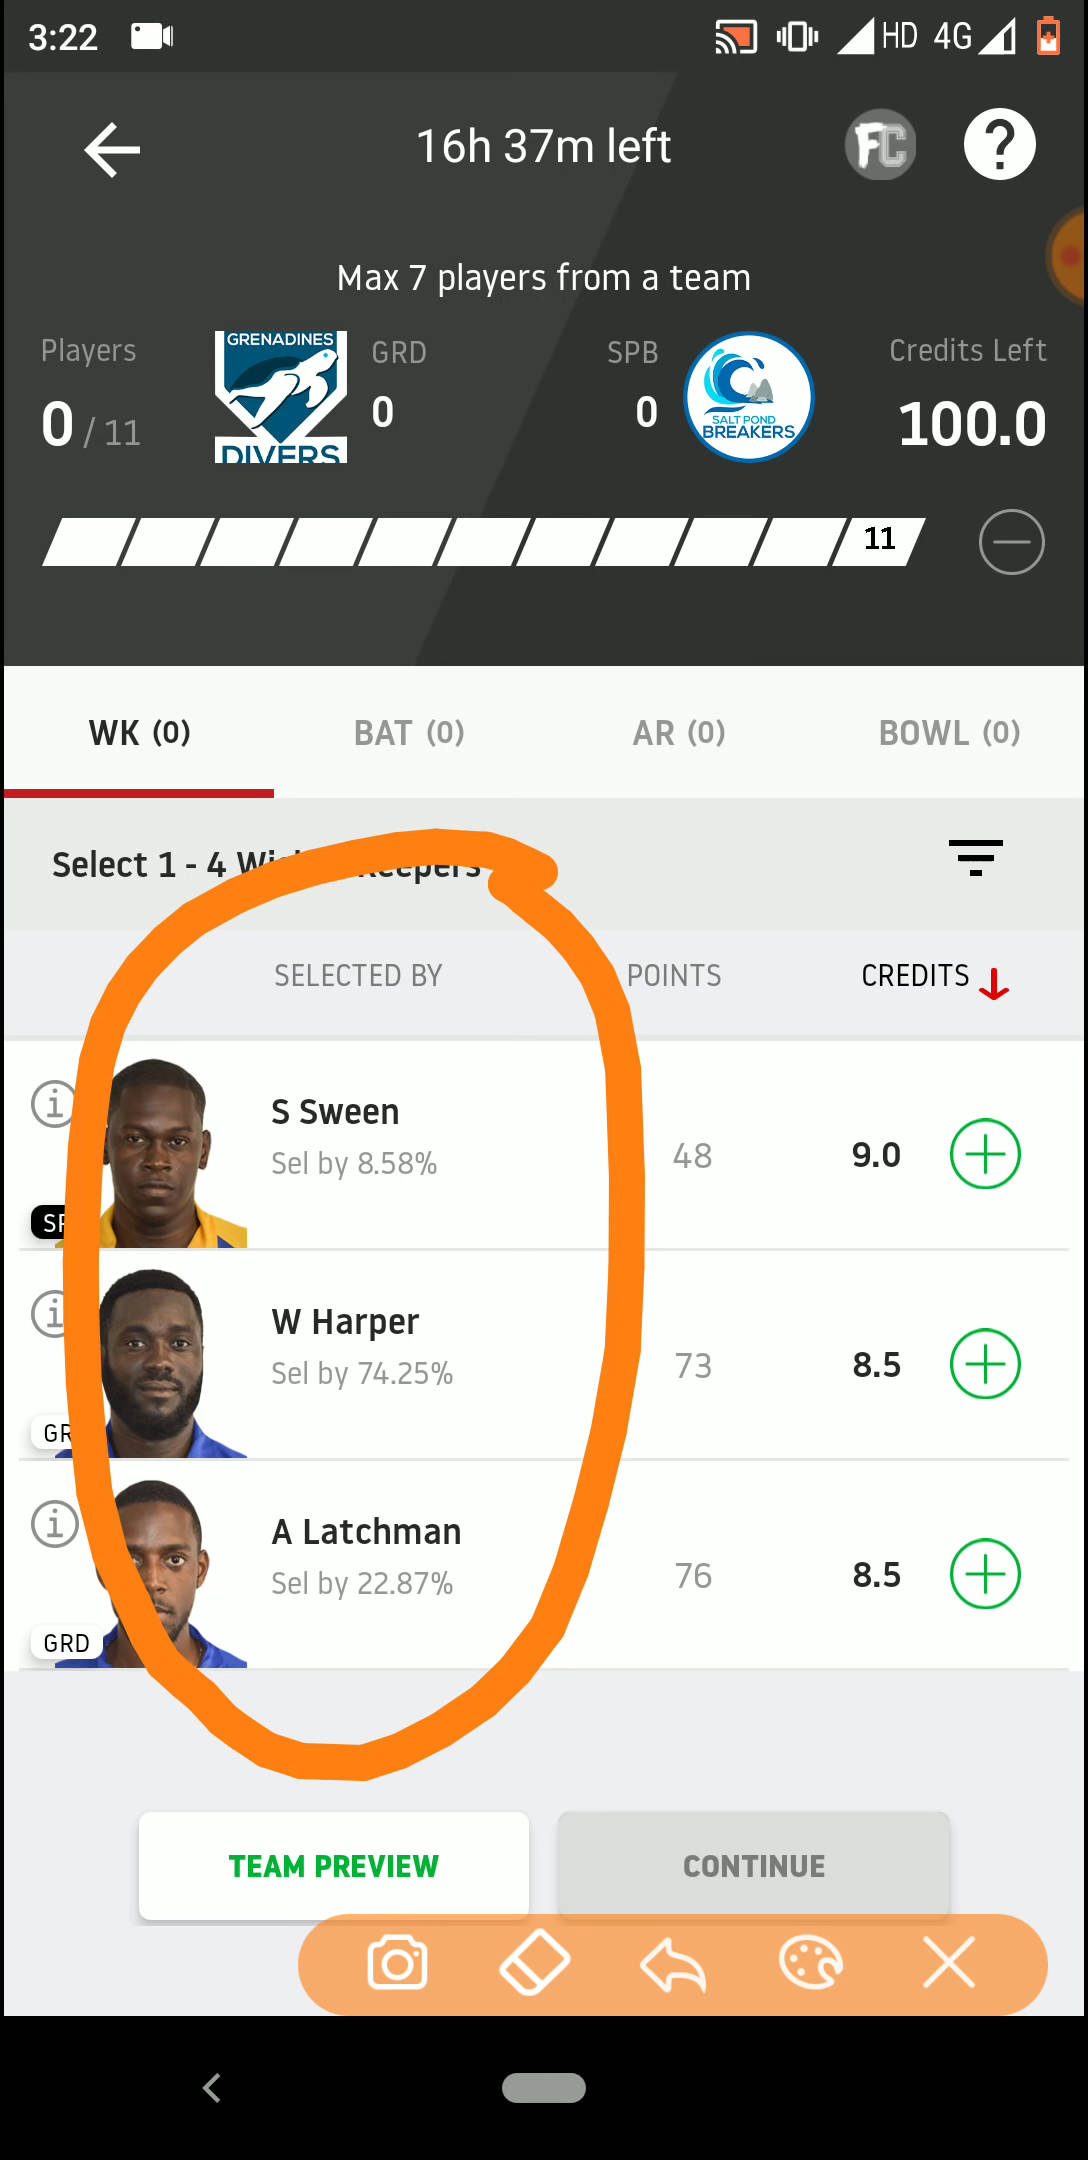 3:22
HD 4G
16h 37m left
FC ?
Max 7 players from a team
Players GRD SPB Credits Left
0 / 11 0 0 100.0
GRENADINES
DIVERS
SALT POND
BREAKERS
11
WK (0) BAT (0) AR (0) BOWL (0)
Select 1 - 4
SELECTED BY POINTS CREDITS
S Sween
Sel by 8.58% 48 9.0
W Harper
Sel by 74.25% 73 8.5
A Latchman
Sel by 22.87% 76 8.5
GRD
TEAM PREVIEW CONTINUE